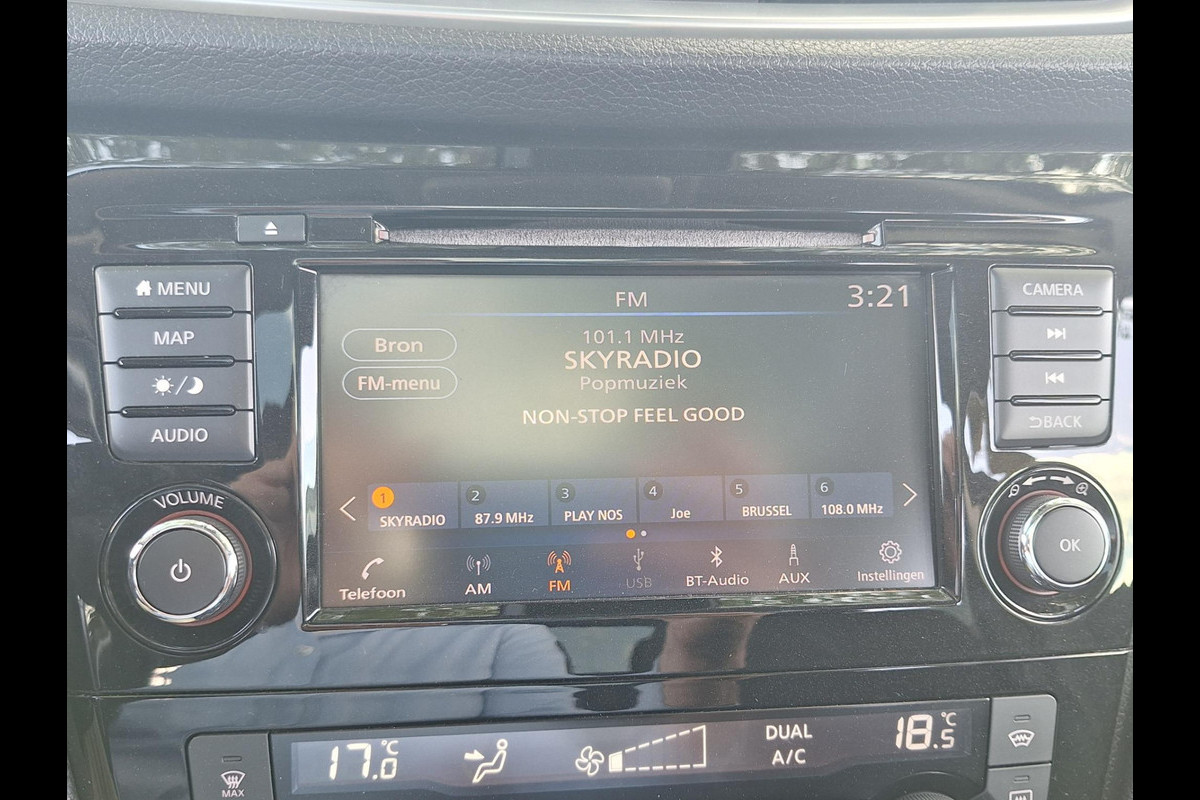 MENU
MAP
AUDIO
VOLUME
FM
3:21
Bron
FM-menu
101.1 MHz
SKYRADIO
Popmuziek
NON-STOP FEEL GOOD
1 SKYRADIO
2 87.9 MHz
3 PLAY NOS
4 Joe
5 BRUSSEL
6 108.0 MHz
Telefoon
AM
FM
USB
BT-Audio
AUX
Instellingen
CAMERA
BACK
OK
17.0 °C
DUAL
A/C
18.5 °C
MAX